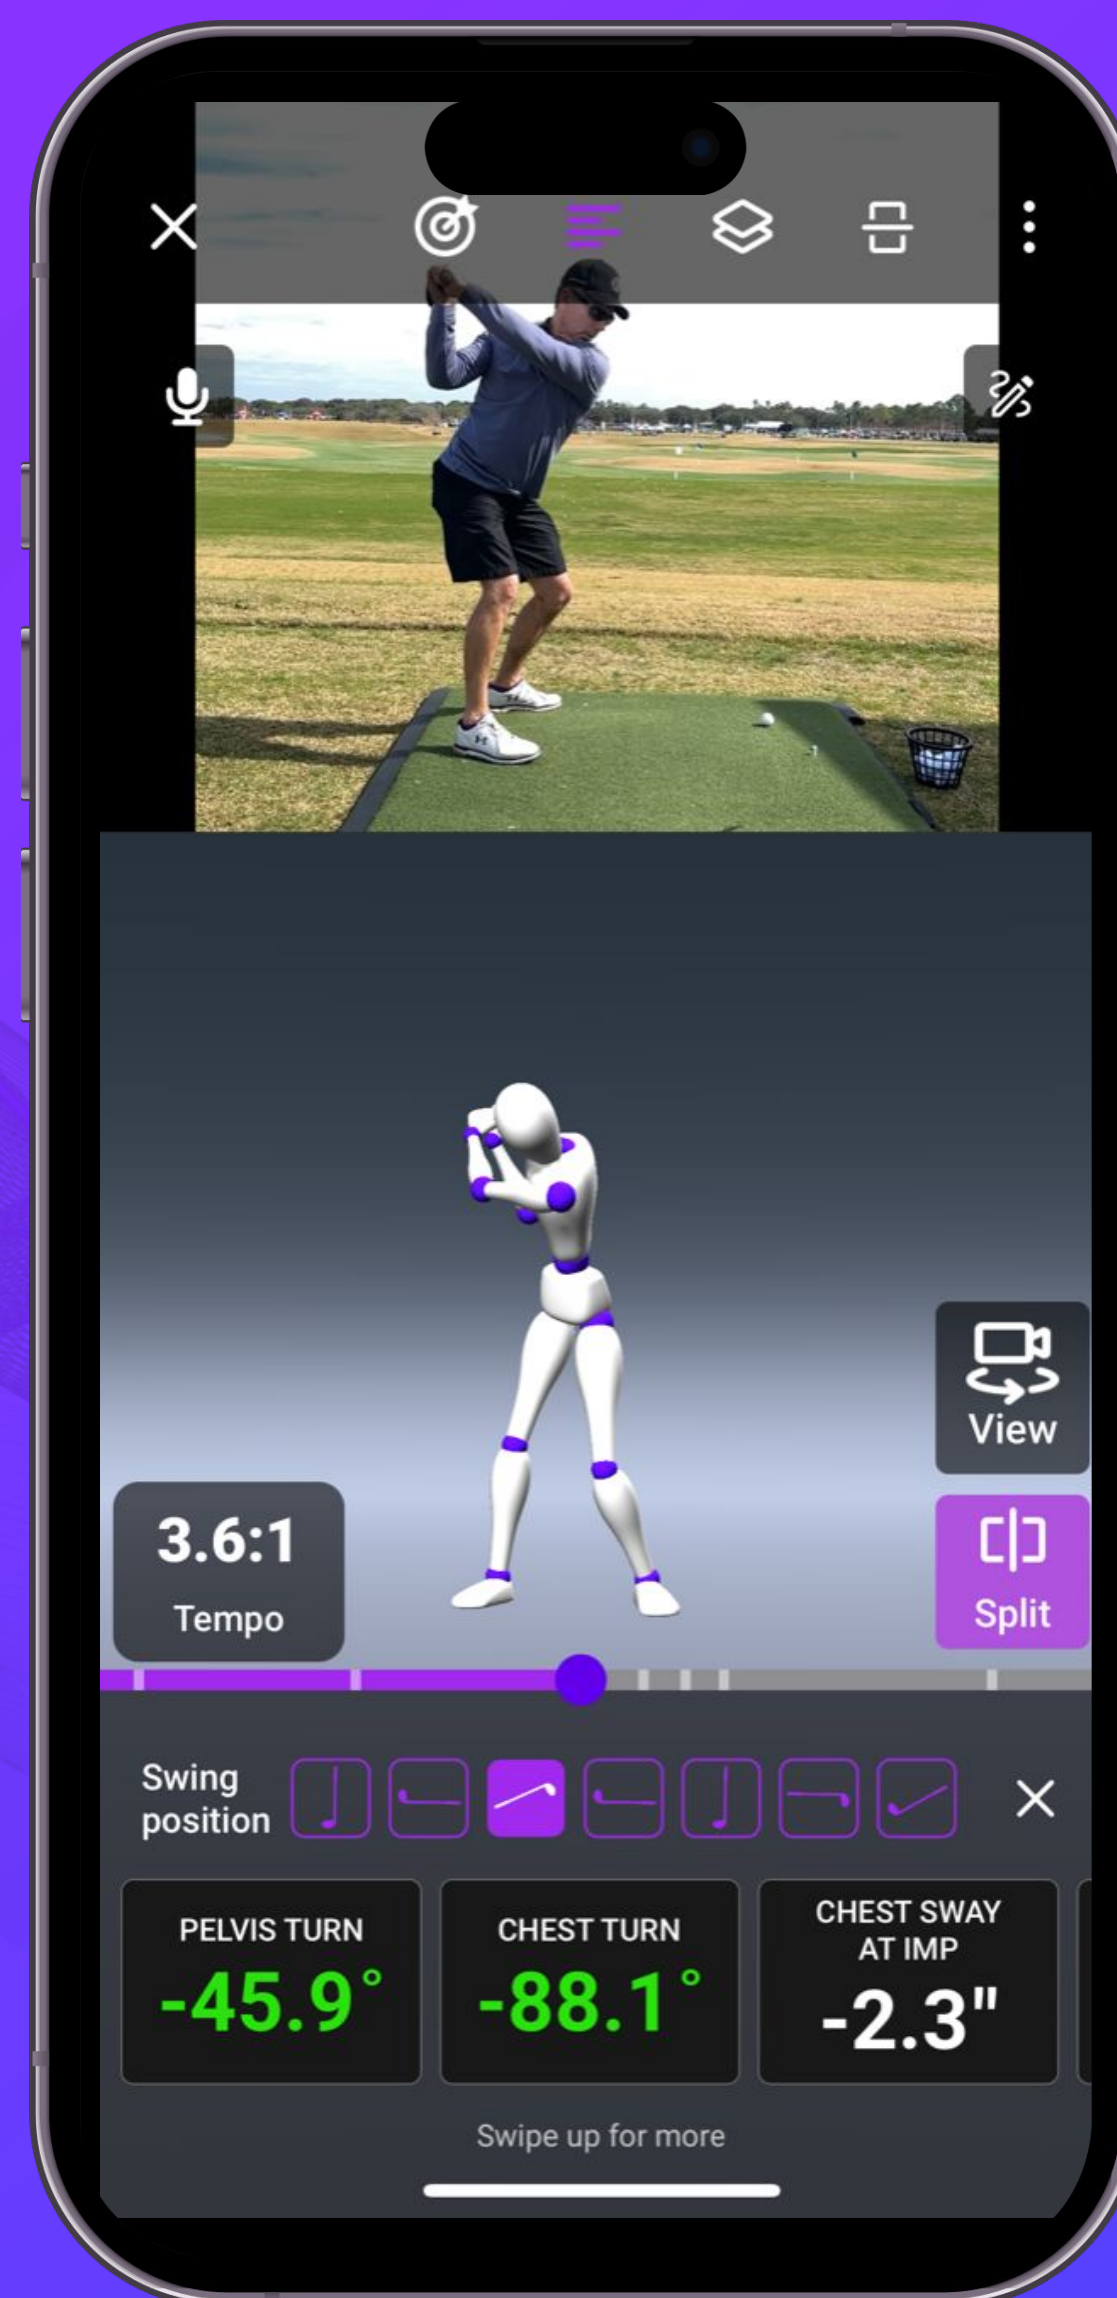 3.6:1
Tempo
View
Split
Swing
position
PELVIS TURN
-45.9°
CHEST TURN
-88.1°
CHEST SWAY
AT IMP
-2.3"
Swipe up for more